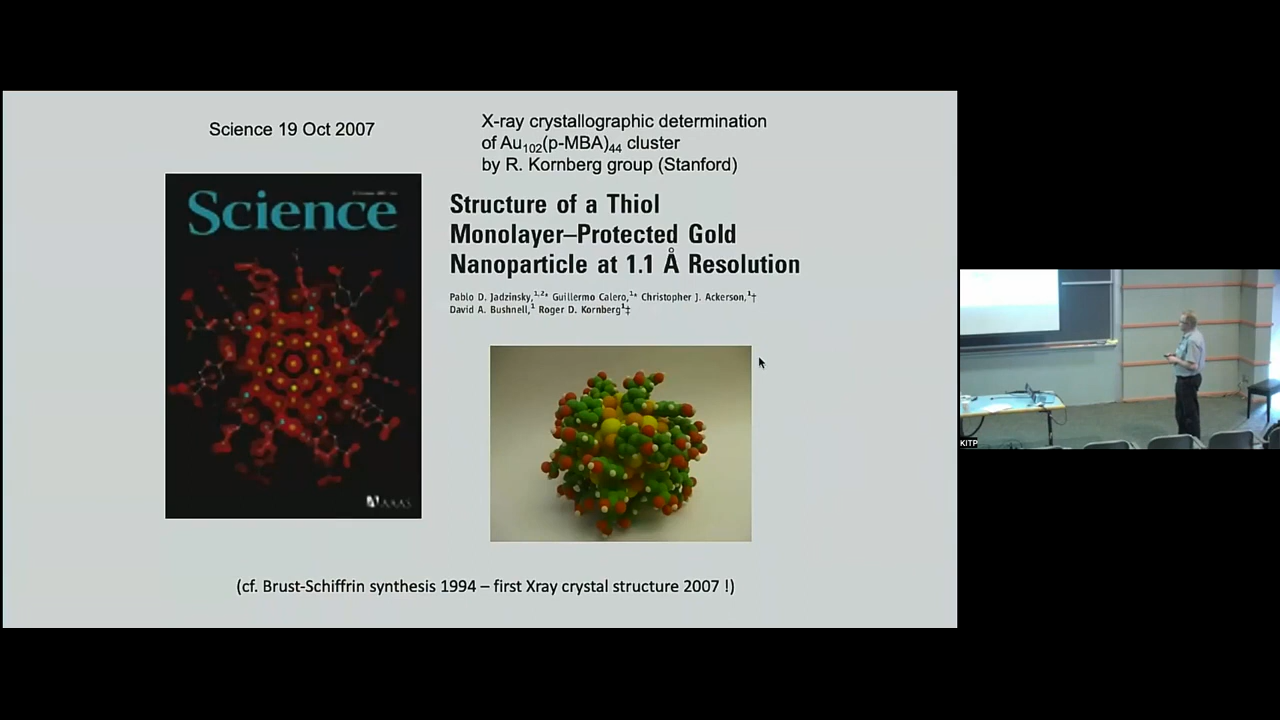 Science 19 Oct 2007
X-ray crystallographic determination
of Au102(p-MBA)44 cluster
by R. Kornberg group (Stanford)
Science
AAAS
Structure of a Thiol
Monolayer–Protected Gold
Nanoparticle at 1.1 Å Resolution
Pablo D. Jadzinsky,1,2* Guillermo Calero,1* Christopher J. Ackerson,1†
David A. Bushnell,1 Roger D. Kornberg1‡
(cf. Brust-Schiffrin synthesis 1994 – first Xray crystal structure 2007 !)
KITP